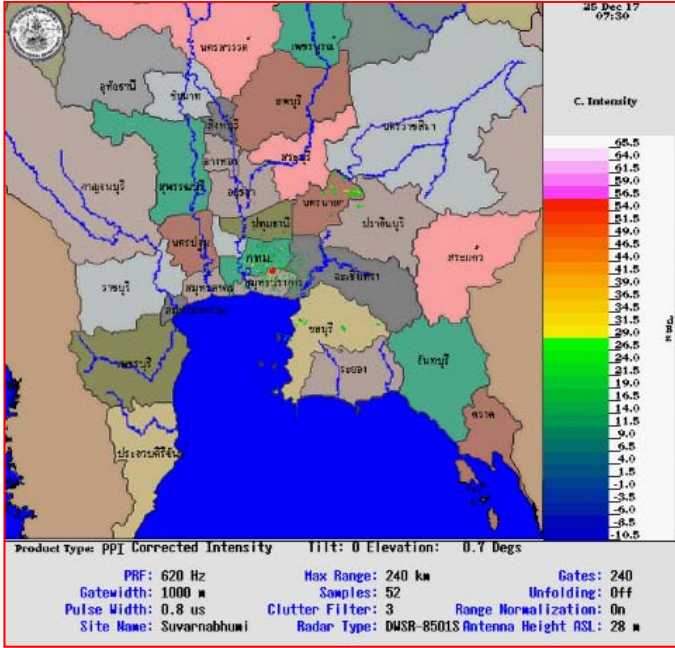 25 Dec 17
07:30
C. Intensity
65.5
64.0
61.5
59.0
56.5
54.0
51.5
49.0
46.5
44.0
41.5
39.0
36.5
34.0
31.5
29.0
26.5
24.0
21.5
19.0
16.5
14.0
11.5
9.0
6.5
4.0
1.5
-1.0
-3.5
-6.0
-8.5
-10.5
นครสวรรค์
เพชรบูรณ์
อุทัยธานี
ชัยนาท
ลพบุรี
สิงห์บุรี
นครราชสีมา
อ่างทอง
สระบุรี
กาญจนบุรี
สุพรรณบุรี
อยุธยา
นครนายก
ปราจีนบุรี
ปทุมธานี
นครปฐม
กทม.
สระแก้ว
ราชบุรี
สมุทรสาคร
สมุทรปราการ
ฉะเชิงเทรา
สมุทรสงคราม
ชลบุรี
เพชรบุรี
ระยอง
จันทบุรี
ตราด
ประจวบคีรีขันธ์
Product Type: PPI Corrected Intensity Tilt: 0 Elevation: 0.7 Degs
PRF: 620 Hz Max Range: 240 km Gates: 240
Gatewidth: 1000 m Samples: 52 Unfolding: Off
Pulse Width: 0.8 us Clutter Filter: 3 Range Normalization: On
Site Name: Suvarnabhumi Radar Type: DWSR-8501S Antenna Height ASL: 28 m